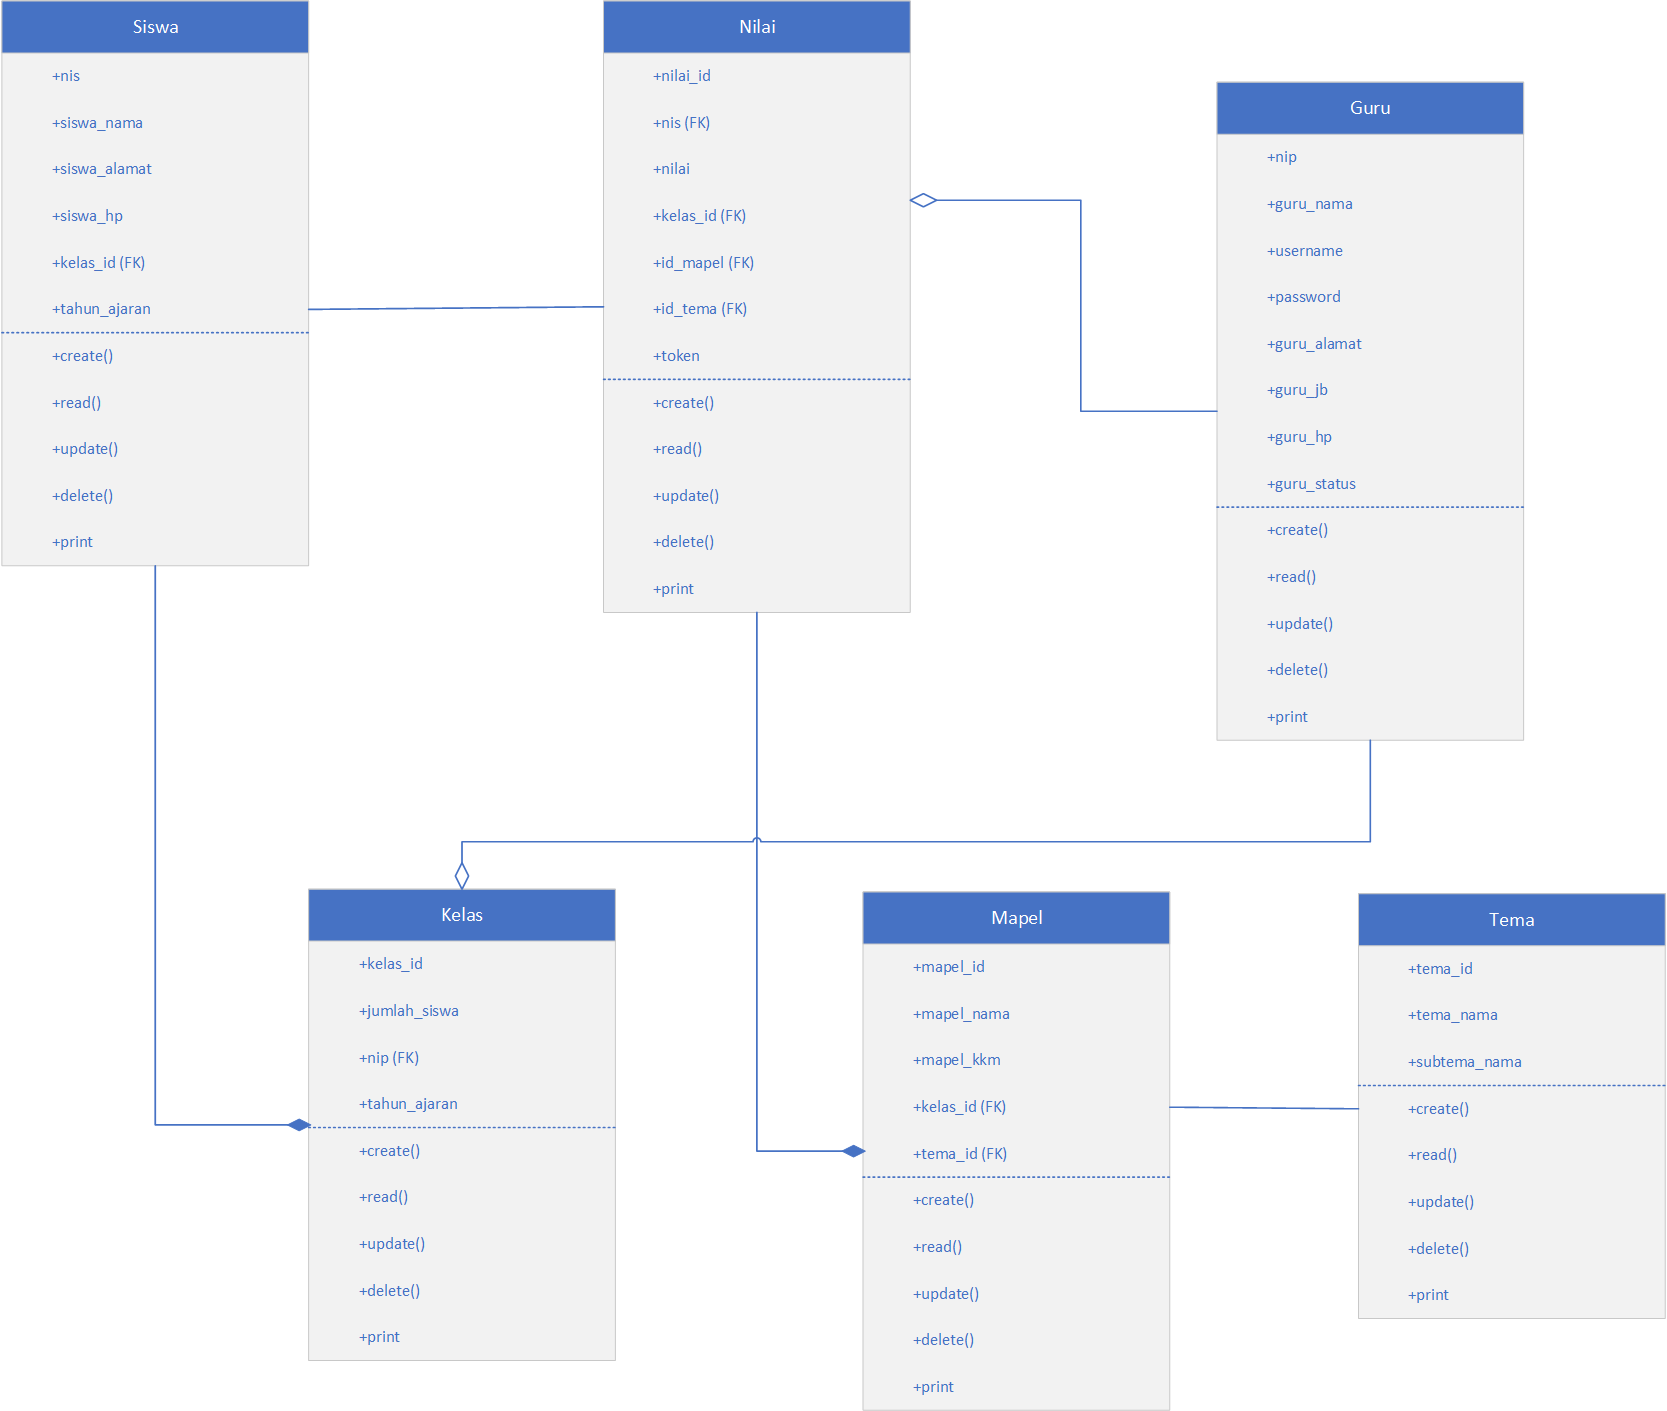 Siswa
+nis
+siswa_nama
+siswa_alamat
+siswa_hp
+kelas_id (FK)
+tahun_ajaran
+create()
+read()
+update()
+delete()
+print
Nilai
+nilai_id
+nis (FK)
+nilai
+kelas_id (FK)
+id_mapel (FK)
+id_tema (FK)
+token
+create()
+read()
+update()
+delete()
+print
Guru
+nip
+guru_nama
+username
+password
+guru_alamat
+guru_jb
+guru_hp
+guru_status
+create()
+read()
+update()
+delete()
+print
Kelas
+kelas_id
+jumlah_siswa
+nip (FK)
+tahun_ajaran
+create()
+read()
+update()
+delete()
+print
Mapel
+mapel_id
+mapel_nama
+mapel_kkm
+kelas_id (FK)
+tema_id (FK)
+create()
+read()
+update()
+delete()
+print
Tema
+tema_id
+tema_nama
+subtema_nama
+create()
+read()
+update()
+delete()
+print